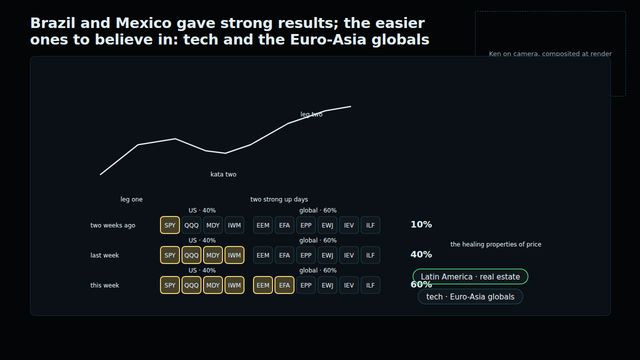 Brazil and Mexico gave strong results; the easier
ones to believe in: tech and the Euro-Asia globals
Ken on camera, composited at render
leg two
kata two
leg one
two strong up days
US · 40%
global · 60%
two weeks ago
SPY QQQ MDY IWM EEM EFA EPP EWJ IEV ILF
10%
US · 40%
global · 60%
the healing properties of price
last week
SPY QQQ MDY IWM EEM EFA EPP EWJ IEV ILF
40%
US · 40%
global · 60%
Latin America · real estate
this week
SPY QQQ MDY IWM EEM EFA EPP EWJ IEV ILF
60%
tech · Euro-Asia globals